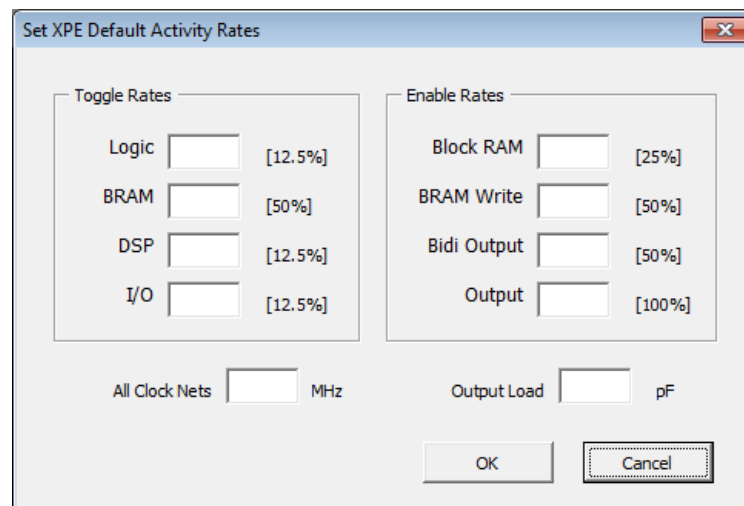 Set XPE Default Activity Rates
Toggle Rates
Logic [12.5%]
BRAM [50%]
DSP [12.5%]
I/O [12.5%]
Enable Rates
Block RAM [25%]
BRAM Write [50%]
Bidi Output [50%]
Output [100%]
All Clock Nets MHz
Output Load pF
OK
Cancel